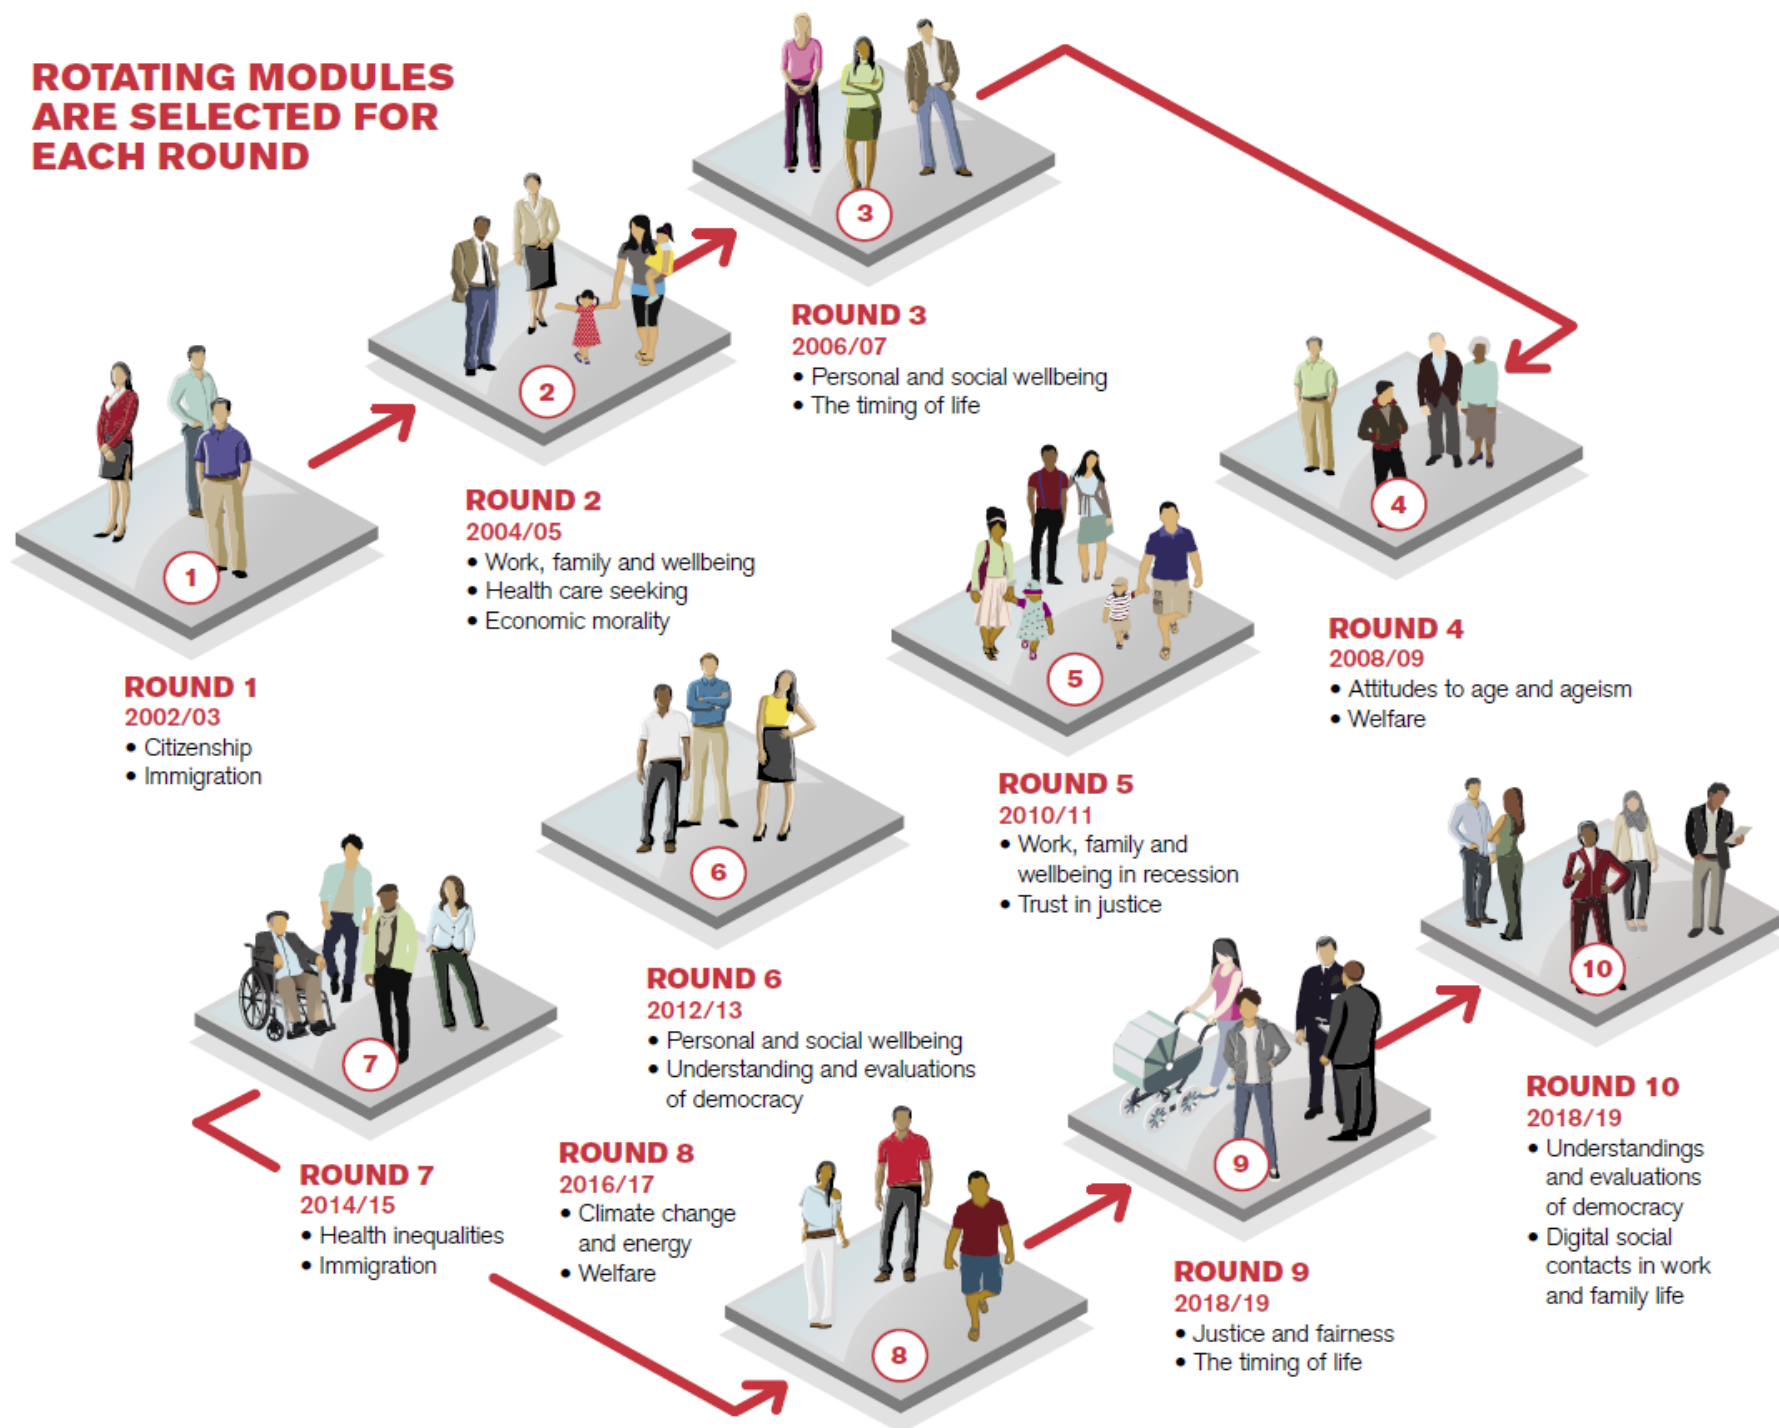 ROTATING MODULES
ARE SELECTED FOR
EACH ROUND
1
ROUND 1
2002/03
• Citizenship
• Immigration
2
ROUND 2
2004/05
• Work, family and wellbeing
• Health care seeking
• Economic morality
3
ROUND 3
2006/07
• Personal and social wellbeing
• The timing of life
4
ROUND 4
2008/09
• Attitudes to age and ageism
• Welfare
5
ROUND 5
2010/11
• Work, family and
wellbeing in recession
• Trust in justice
6
ROUND 6
2012/13
• Personal and social wellbeing
• Understanding and evaluations
of democracy
7
ROUND 7
2014/15
• Health inequalities
• Immigration
8
ROUND 8
2016/17
• Climate change
and energy
• Welfare
9
ROUND 9
2018/19
• Justice and fairness
• The timing of life
10
ROUND 10
2018/19
• Understandings
and evaluations
of democracy
• Digital social
contacts in work
and family life